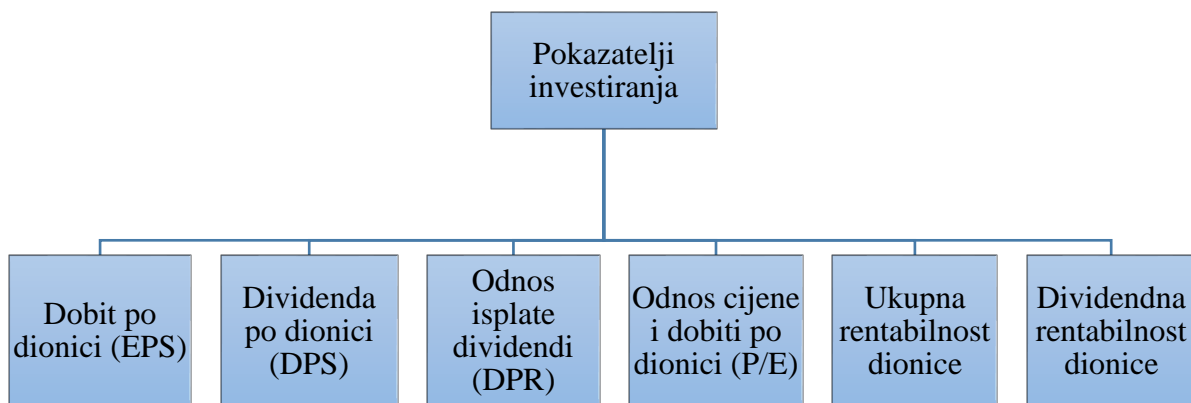 Pokazatelji
investiranja
Dobit po
dionici (EPS)
Dividenda
po dionici
(DPS)
Odnos
isplate
dividendi
(DPR)
Odnos cijene
i dobiti po
dionici (P/E)
Ukupna
rentabilnost
dionice
Dividendna
rentabilnost
dionice